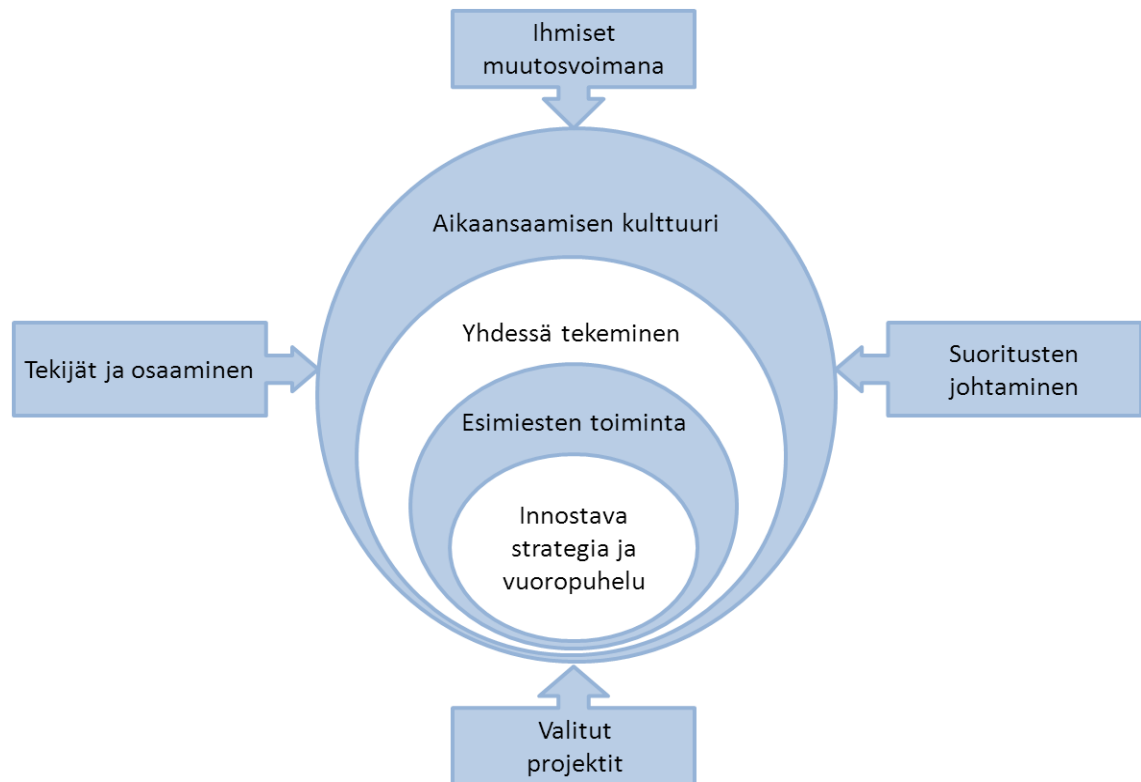 Ihmiset
muutosvoimana
Aikaansaamisen kulttuuri
Yhdessä tekeminen
Tekijät ja osaaminen
Suoritusten
johtaminen
Esimiesten toiminta
Innostava
strategia ja
vuoropuhelu
Valitut
projektit